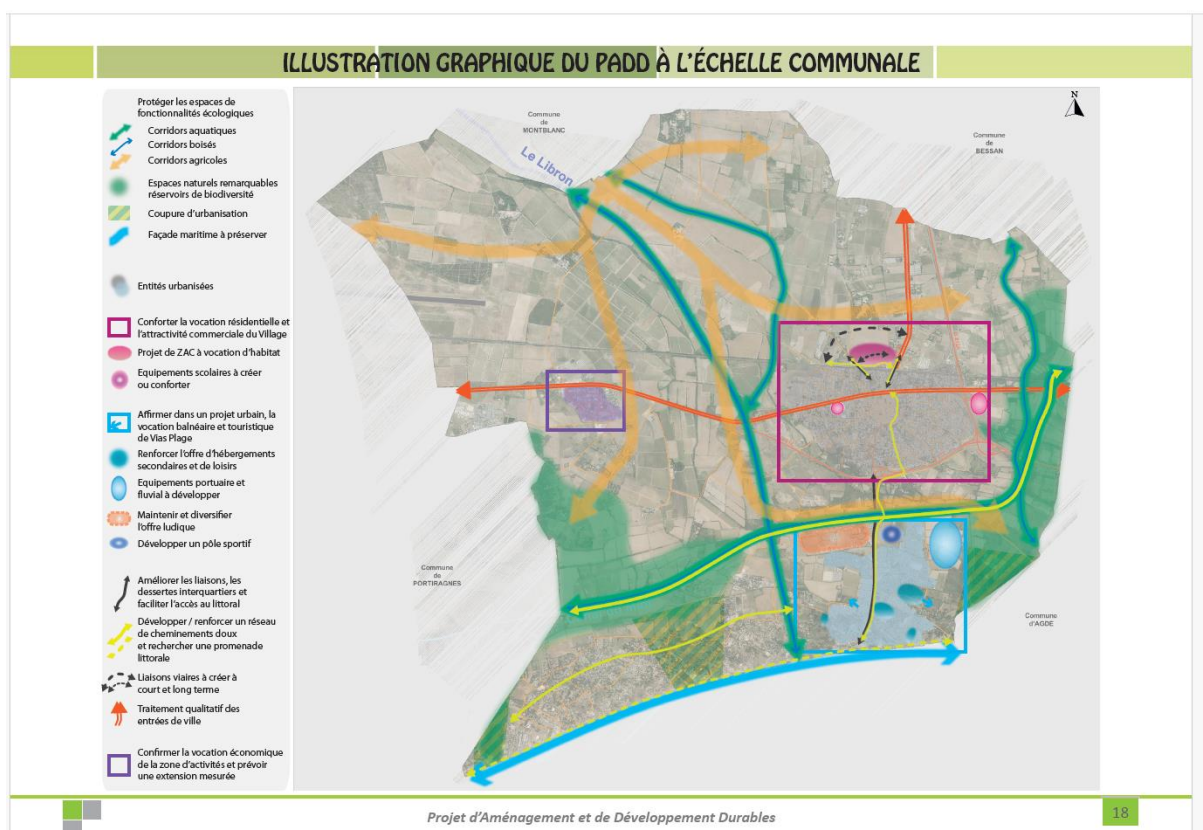 ILLUSTRATION GRAPHIQUE DU PADD À L'ÉCHELLE COMMUNALE
Protéger les espaces de
fonctionnalités écologiques
Corridors aquatiques
Corridors boisés
Corridors agricoles
Espaces naturels remarquables
réservoirs de biodiversité
Coupure d'urbanisation
Façade maritime à préserver
Entités urbanisées
Conforter la vocation résidentielle et
l'attractivité commerciale du Village
Projet de ZAC à vocation d'habitat
Equipements scolaires à créer
ou conforter
Affirmer dans un projet urbain, la
vocation balnéaire et touristique
de Vias Plage
Renforcer l'offre d'hébergements
secondaires et de loisirs
Equipements portuaire et
fluvial à développer
Maintenir et diversifier
l'offre ludique
Développer un pôle sportif
Améliorer les liaisons, les
dessertes interquartiers et
faciliter l'accès au littoral
Développer / renforcer un réseau
de cheminements doux
et rechercher une promenade
littorale
Liaisons viaires à créer à
court et long terme
Traitement qualitatif des
entrées de ville
Confirmer la vocation économique
de la zone d'activités et prévoir
une extension mesurée
N
Commune
de
MONTBLANC
Commune
de
BESSAN
Le Libron
Commune
de
PORTIRAGNES
Commune
d'AGDE
Projet d'Aménagement et de Développement Durables
18